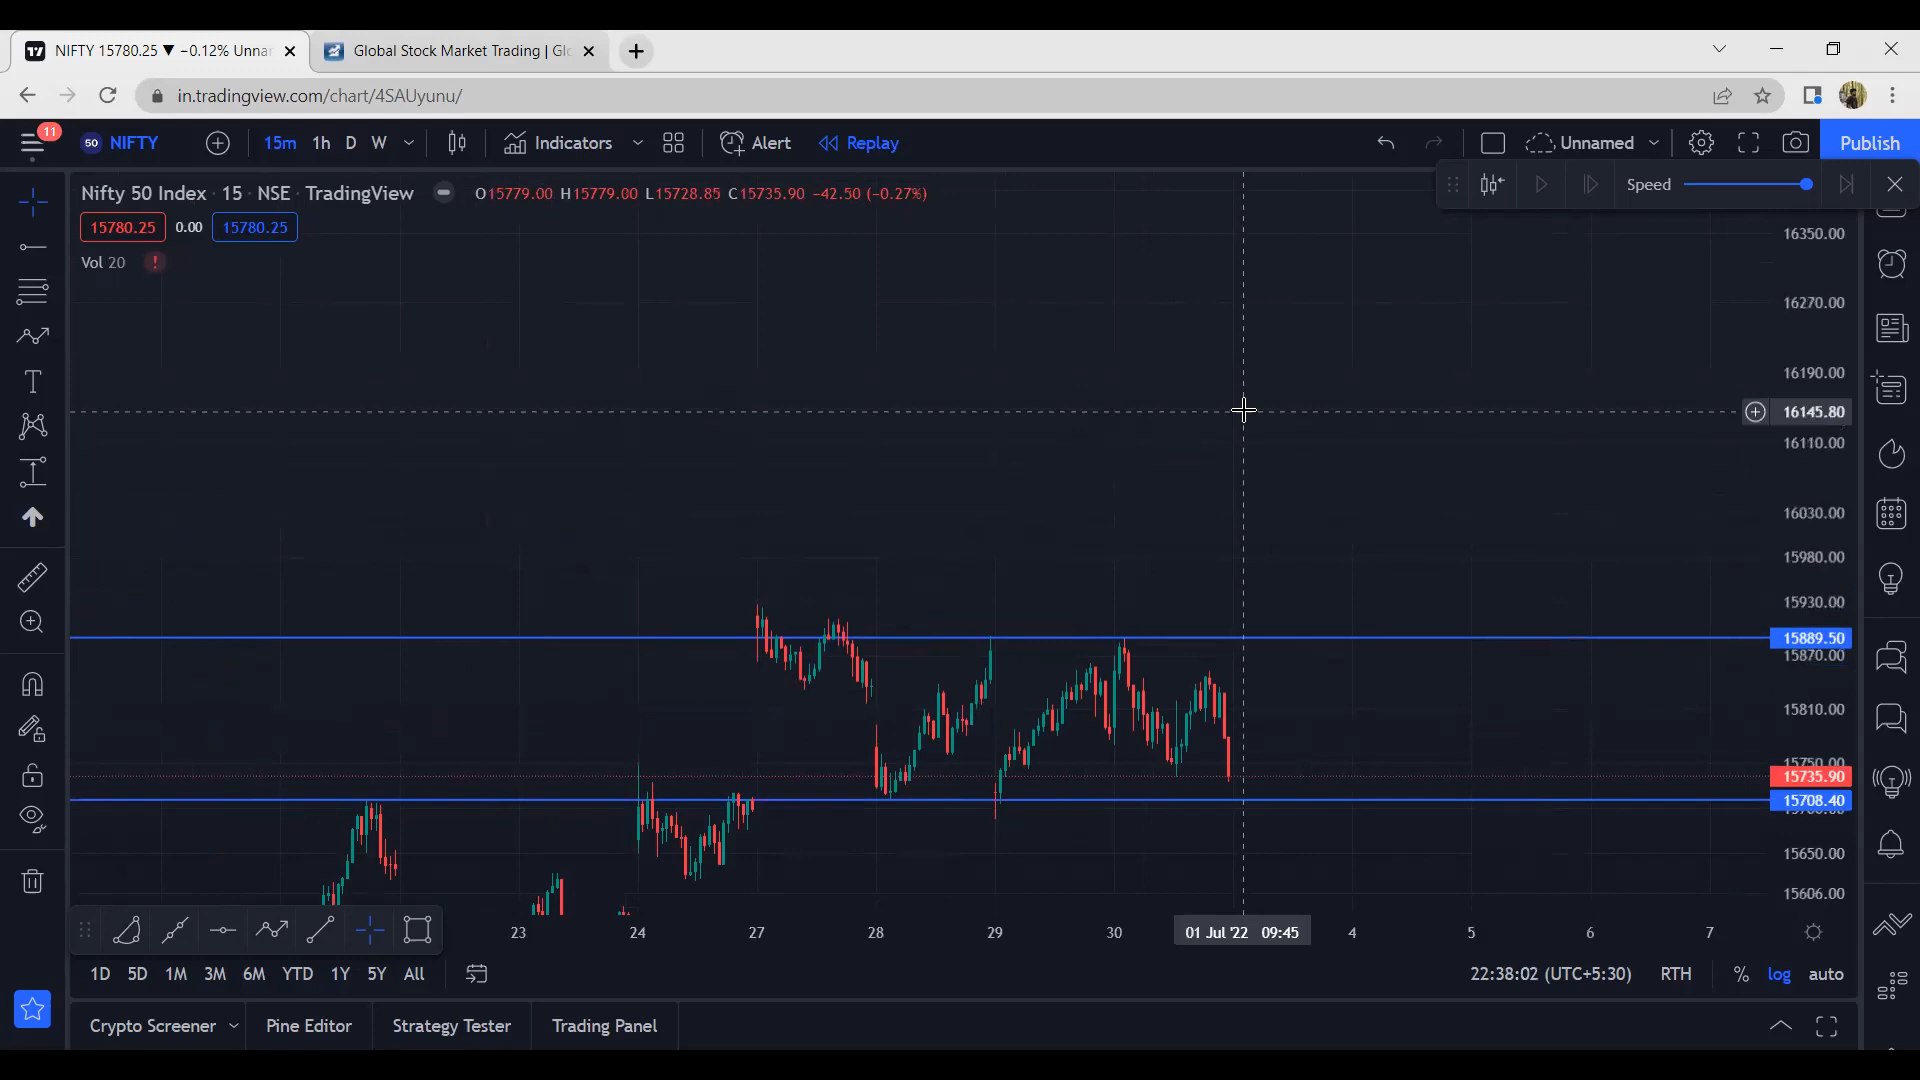 NIFTY 15780.25 ▼ −0.12% Unnar
Global Stock Market Trading | Gl
in.tradingview.com/chart/4SAUyunu/
11
50 NIFTY 15m 1h D W Indicators Alert Replay Unnamed Publish
Nifty 50 Index · 15 · NSE · TradingView O15779.00 H15779.00 L15728.85 C15735.90 −42.50 (−0.27%)
Speed
15780.25 0.00 15780.25
Vol 20 !
16350.00
16270.00
16190.00
16145.80
16110.00
16030.00
15980.00
15930.00
15889.50
15870.00
15810.00
15750.00
15735.90
15708.40
15650.00
15606.00
23 24 27 28 29 30 01 Jul '22 09:45 4 5 6 7
1D 5D 1M 3M 6M YTD 1Y 5Y All 22:38:02 (UTC+5:30) RTH % log auto
Crypto Screener Pine Editor Strategy Tester Trading Panel